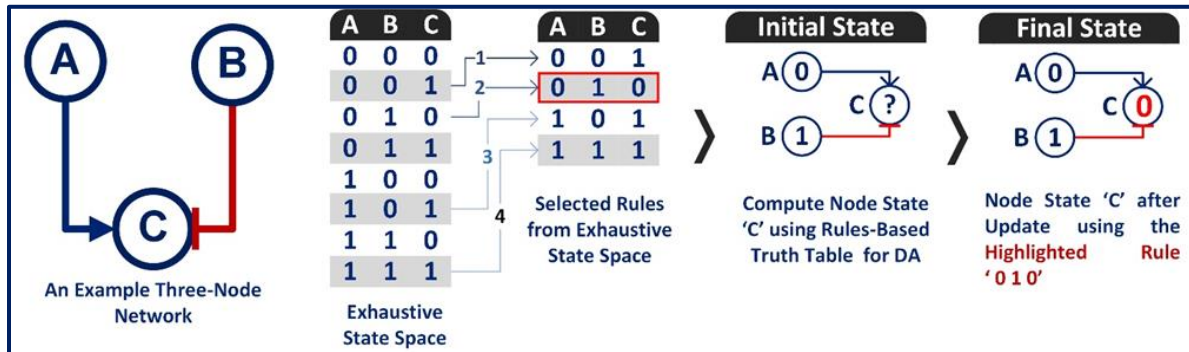 A
B
C
An Example Three-Node
Network
A B C
0 0 0
0 0 1
0 1 0
0 1 1
1 0 0
1 0 1
1 1 0
1 1 1
Exhaustive
State Space
1
2
3
4
A B C
0 0 1
0 1 0
1 0 1
1 1 1
Selected Rules
from Exhaustive
State Space
Initial State
A 0
C ?
B 1
Compute Node State
‘C’ using Rules-Based
Truth Table for DA
Final State
A 0
C 0
B 1
Node State ‘C’ after
Update using the
Highlighted Rule
‘ 0 1 0’